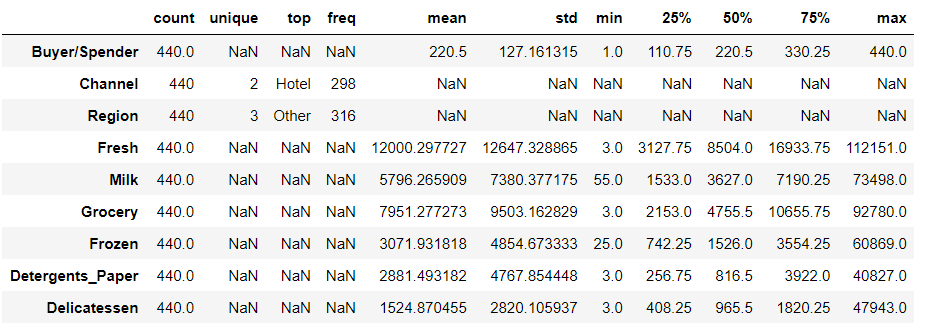 count unique top freq mean std min 25% 50% 75% max
Buyer/Spender 440.0 NaN NaN NaN 220.5 127.161315 1.0 110.75 220.5 330.25 440.0
Channel 440 2 Hotel 298 NaN NaN NaN NaN NaN NaN NaN
Region 440 3 Other 316 NaN NaN NaN NaN NaN NaN NaN
Fresh 440.0 NaN NaN NaN 12000.297727 12647.328865 3.0 3127.75 8504.0 16933.75 112151.0
Milk 440.0 NaN NaN NaN 5796.265909 7380.377175 55.0 1533.0 3627.0 7190.25 73498.0
Grocery 440.0 NaN NaN NaN 7951.277273 9503.162829 3.0 2153.0 4755.5 10655.75 92780.0
Frozen 440.0 NaN NaN NaN 3071.931818 4854.673333 25.0 742.25 1526.0 3554.25 60869.0
Detergents_Paper 440.0 NaN NaN NaN 2881.493182 4767.854448 3.0 256.75 816.5 3922.0 40827.0
Delicatessen 440.0 NaN NaN NaN 1524.870455 2820.105937 3.0 408.25 965.5 1820.25 47943.0